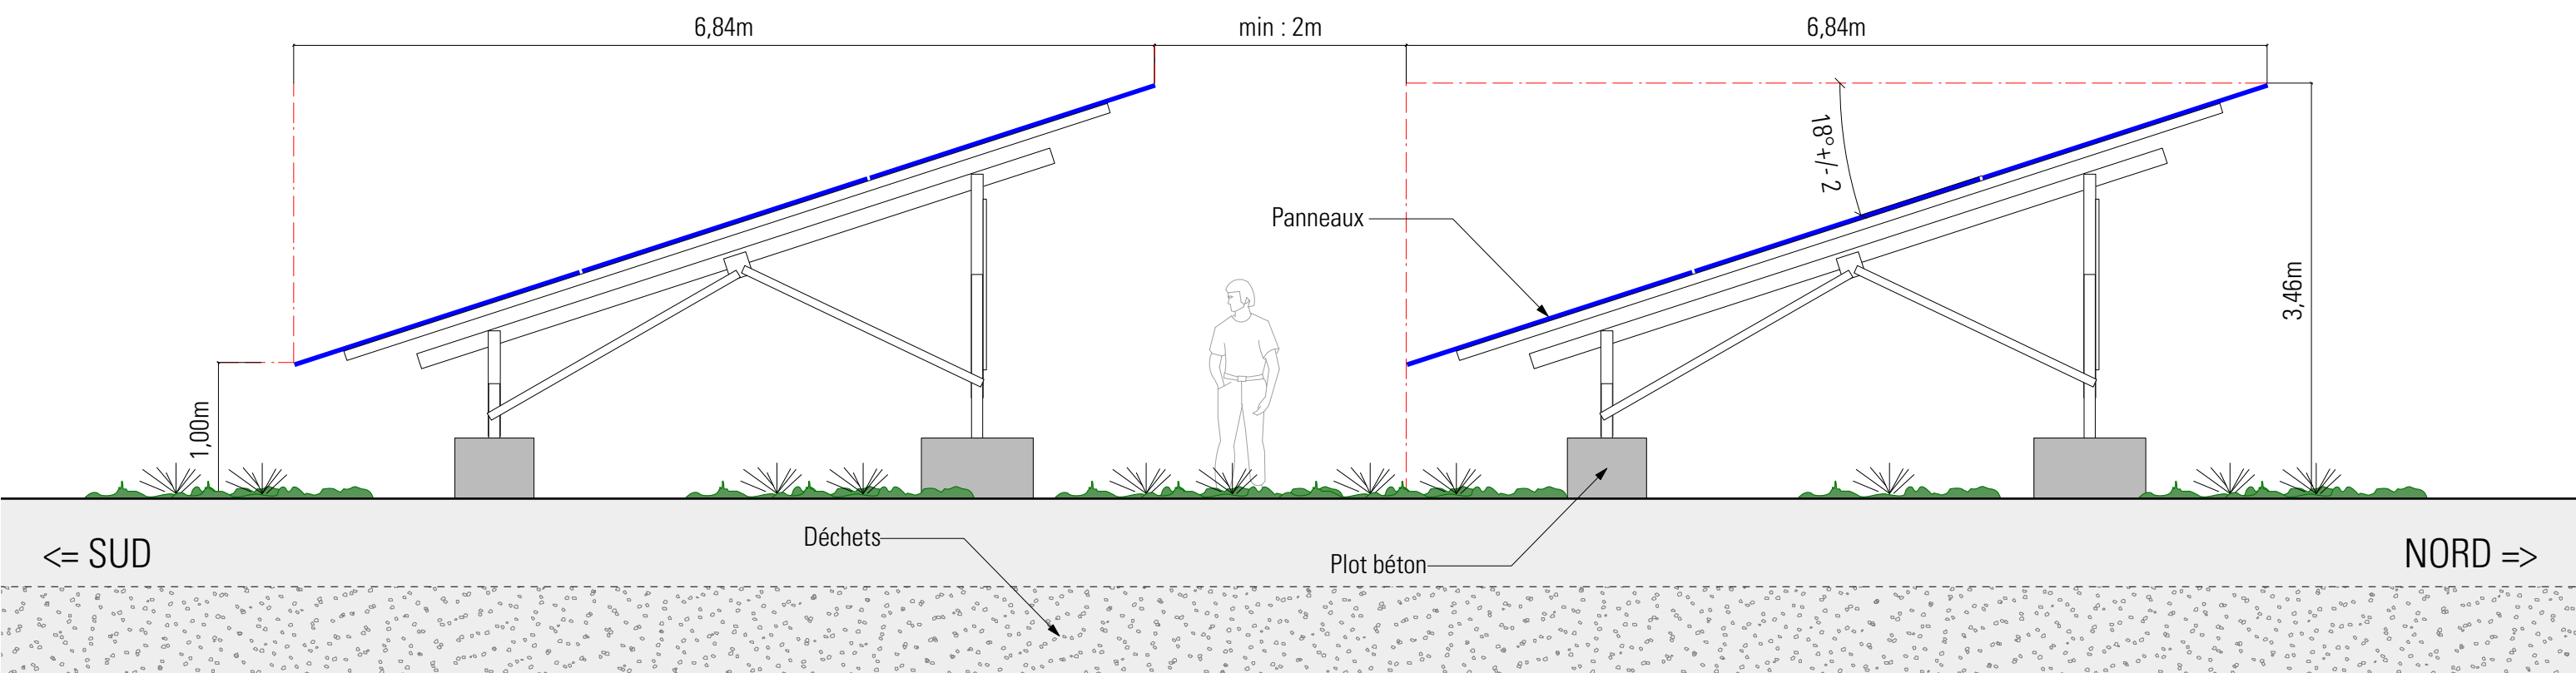 6,84m
min : 2m
6,84m
18°+/- 2
Panneaux
3,46m
1,00m
Déchets
Plot béton
<= SUD
NORD =>